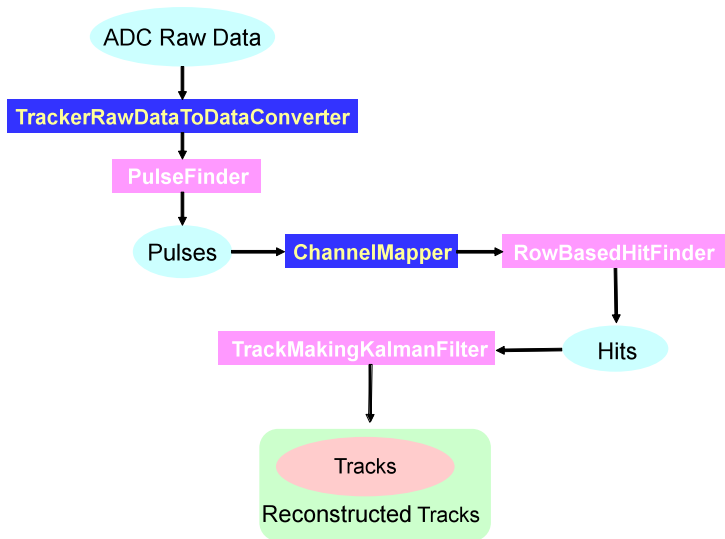 ADC Raw Data
TrackerRawDataToDataConverter
PulseFinder
Pulses
ChannelMapper
RowBasedHitFinder
TrackMakingKalmanFilter
Hits
Tracks
Reconstructed Tracks